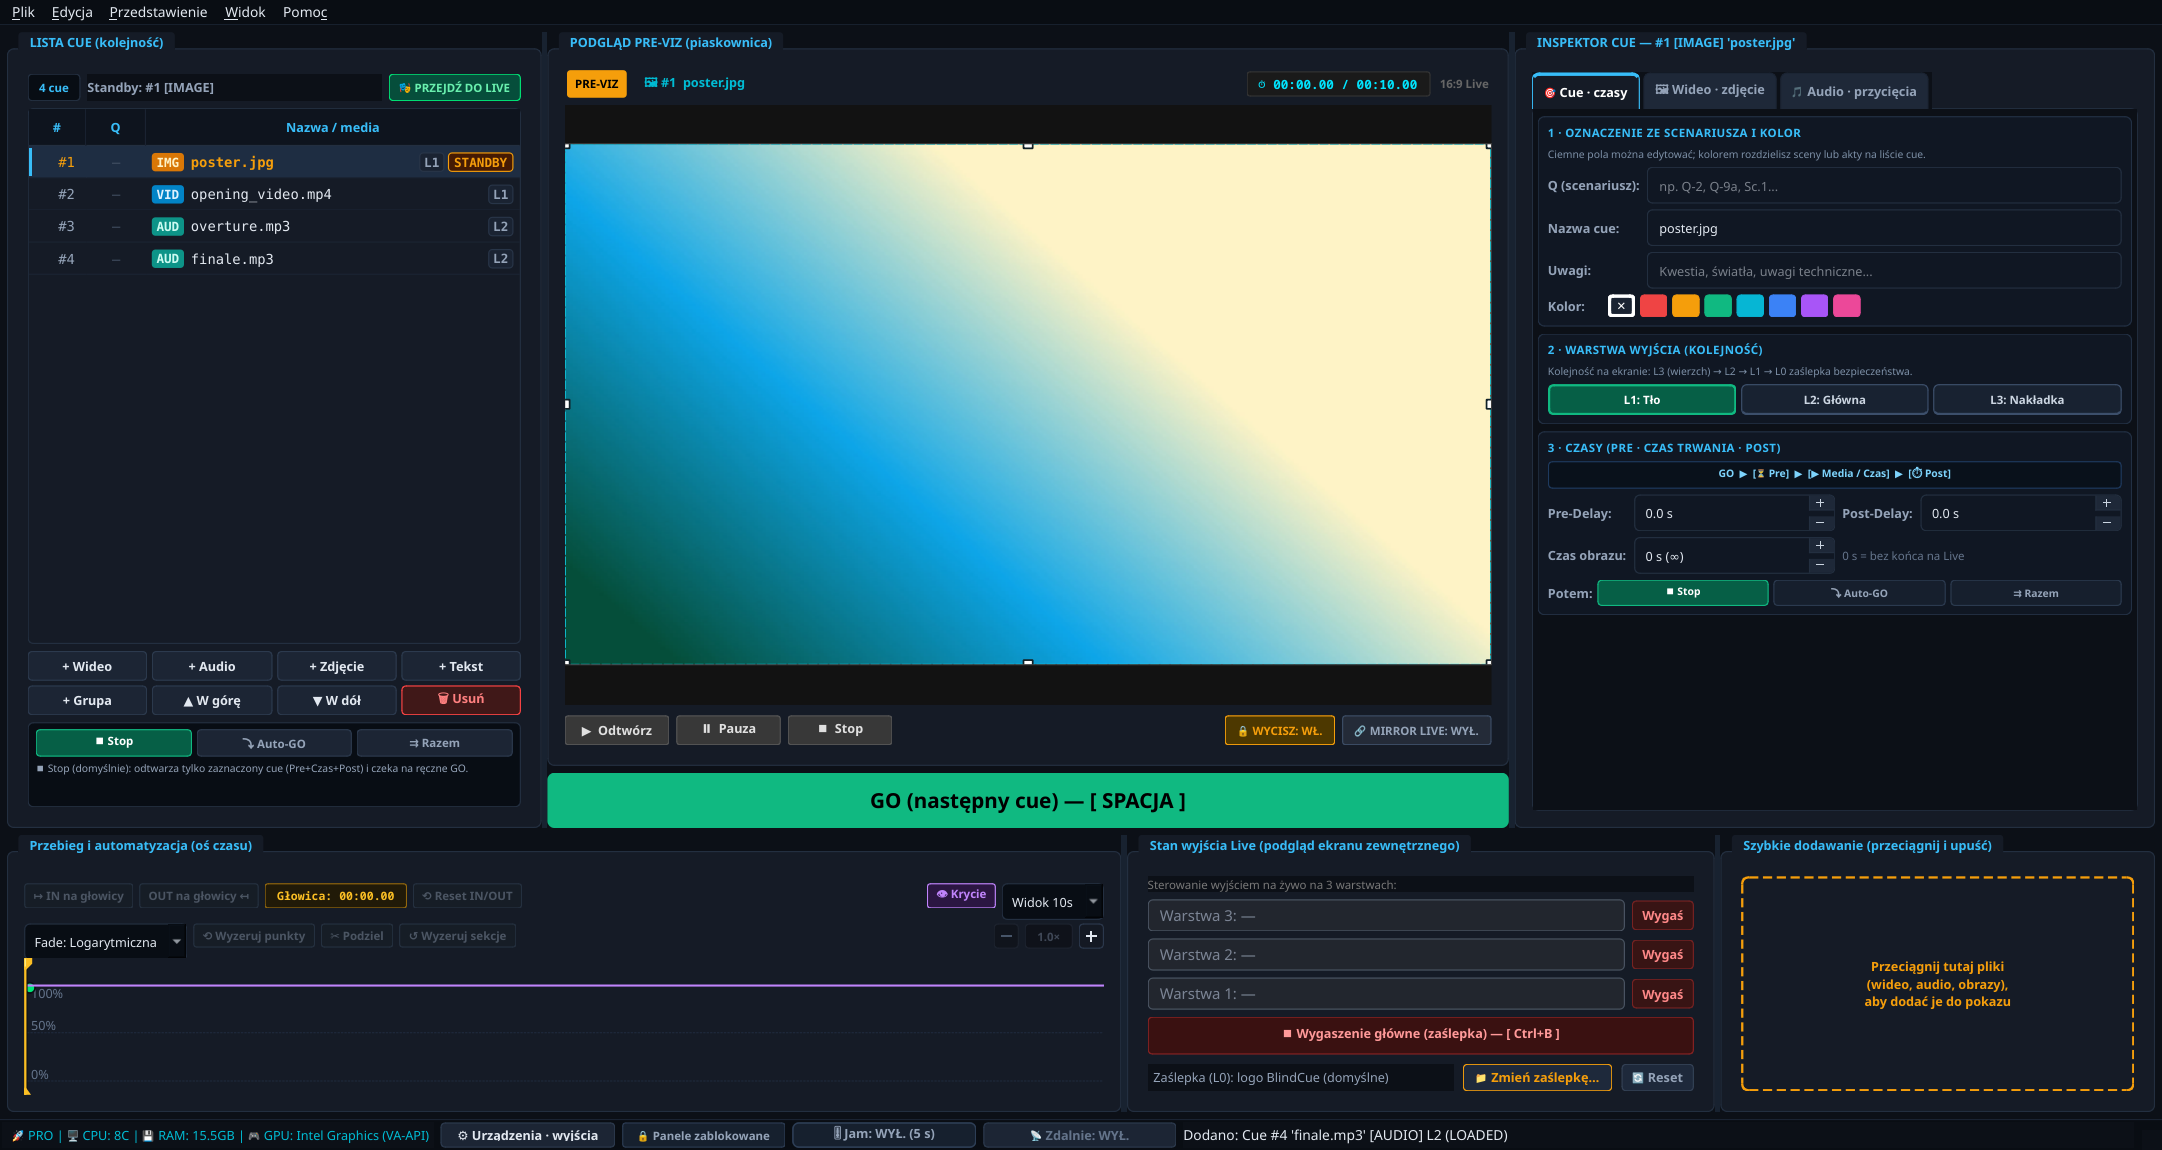 Plik Edycja Przedstawienie Widok Pomoc
LISTA CUE (kolejność)
4 cue Standby: #1 [IMAGE] PRZEJDŹ DO LIVE
# Q Nazwa / media
#1 — IMG poster.jpg L1 STANDBY
#2 — VID opening_video.mp4 L1
#3 — AUD overture.mp3 L2
#4 — AUD finale.mp3 L2
+ Wideo + Audio + Zdjęcie + Tekst
+ Grupa ▲ W górę ▼ W dół Usuń
Stop Auto-GO Razem
Stop (domyślnie): odtwarza tylko zaznaczony cue (Pre+Czas+Post) i czeka na ręczne GO.
PODGLĄD PRE-VIZ (piaskownica)
PRE-VIZ #1 poster.jpg 00:00.00 / 00:10.00 16:9 Live
▶ Odtwórz Pauza Stop WYCISZ: WŁ. MIRROR LIVE: WYŁ.
GO (następny cue) — [ SPACJA ]
INSPEKTOR CUE — #1 [IMAGE] 'poster.jpg'
Cue · czasy Wideo · zdjęcie Audio · przycięcia
1 · OZNACZENIE ZE SCENARIUSZA I KOLOR
Ciemne pola można edytować; kolorem rozdzielisz sceny lub akty na liście cue.
Q (scenariusz): np. Q-2, Q-9a, Sc.1...
Nazwa cue: poster.jpg
Uwagi: Kwestia, światła, uwagi techniczne...
Kolor: ✕
2 · WARSTWA WYJŚCIA (KOLEJNOŚĆ)
Kolejność na ekranie: L3 (wierzch) → L2 → L1 → L0 zaślepka bezpieczeństwa.
L1: Tło L2: Główna L3: Nakładka
3 · CZASY (PRE · CZAS TRWANIA · POST)
GO ▶ [⏳ Pre] ▶ [▶ Media / Czas] ▶ [⏱ Post]
Pre-Delay: 0.0 s + − Post-Delay: 0.0 s + −
Czas obrazu: 0 s (∞) + − 0 s = bez końca na Live
Potem: Stop Auto-GO Razem
Przebieg i automatyzacja (oś czasu)
↦ IN na głowicy OUT na głowicy ↤ Głowica: 00:00.00 ⟲ Reset IN/OUT Krycie Widok 10s
Fade: Logarytmiczna ⟲ Wyzeruj punkty ✂ Podziel ↺ Wyzeruj sekcje − 1.0× +
100%
50%
0%
Stan wyjścia Live (podgląd ekranu zewnętrznego)
Sterowanie wyjściem na żywo na 3 warstwach:
Warstwa 3: — Wygaś
Warstwa 2: — Wygaś
Warstwa 1: — Wygaś
Wygaszenie główne (zaślepka) — [ Ctrl+B ]
Zaślepka (L0): logo BlindCue (domyślne) Zmień zaślepkę... Reset
Szybkie dodawanie (przeciągnij i upuść)
Przeciągnij tutaj pliki
(wideo, audio, obrazy),
aby dodać je do pokazu
PRO | CPU: 8C | RAM: 15.5GB | GPU: Intel Graphics (VA-API) Urządzenia · wyjścia Panele zablokowane Jam: WYŁ. (5 s) Zdalnie: WYŁ. Dodano: Cue #4 'finale.mp3' [AUDIO] L2 (LOADED)